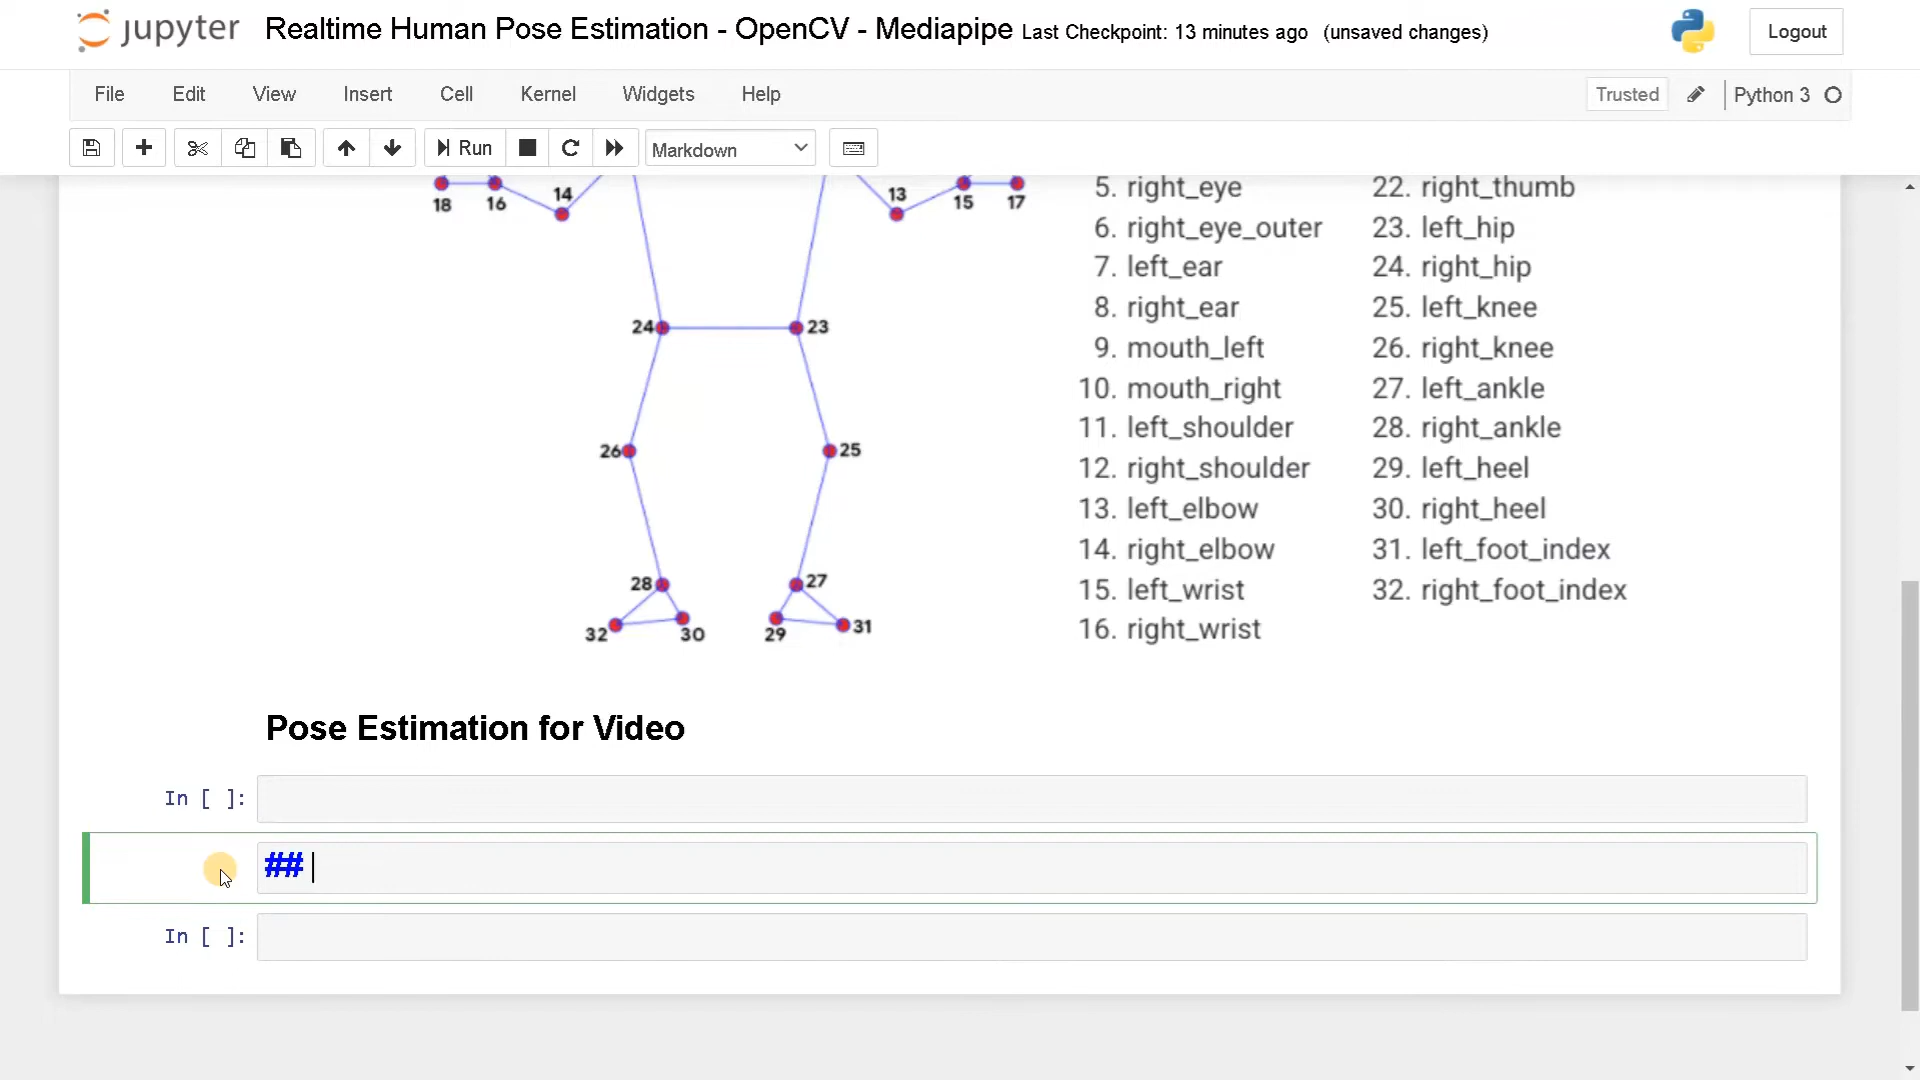 jupyter Realtime Human Pose Estimation - OpenCV - Mediapipe Last Checkpoint: 13 minutes ago (unsaved changes) Logout
File Edit View Insert Cell Kernel Widgets Help Trusted Python 3
Run Markdown
18 16 14 13 15 17
24 23
26 25
28 27
32 30 29 31
5. right_eye
6. right_eye_outer
7. left_ear
8. right_ear
9. mouth_left
10. mouth_right
11. left_shoulder
12. right_shoulder
13. left_elbow
14. right_elbow
15. left_wrist
16. right_wrist
22. right_thumb
23. left_hip
24. right_hip
25. left_knee
26. right_knee
27. left_ankle
28. right_ankle
29. left_heel
30. right_heel
31. left_foot_index
32. right_foot_index
Pose Estimation for Video
In [ ]:
##
In [ ]: